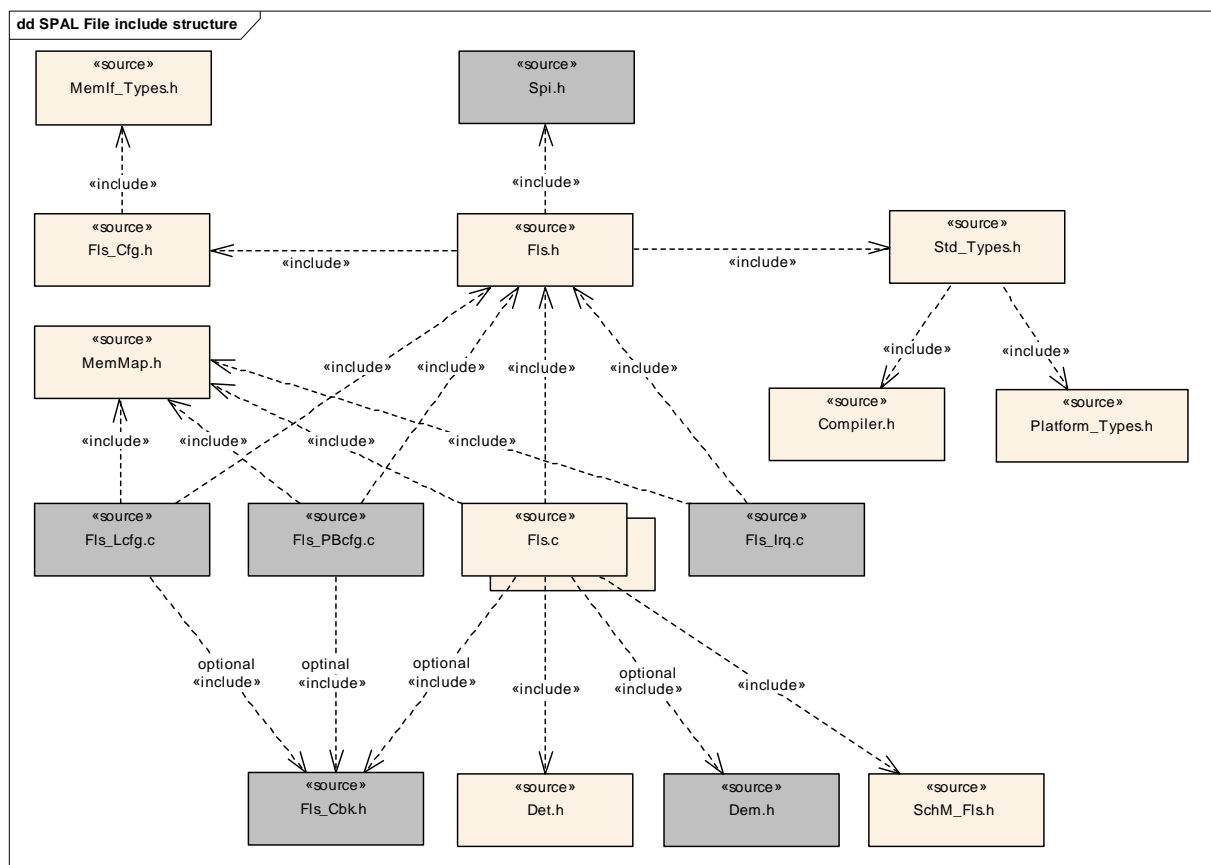 dd SPAL File include structure
«source»
MemIf_Types.h
«source»
Spi.h
«include»
«include»
«source»
Fls_Cfg.h
«source»
Fls.h
«source»
Std_Types.h
«include»
«include»
«source»
MemMap.h
«include»
«include»
«include»
«include»
«include»
«include»
«source»
Compiler.h
«source»
Platform_Types.h
«include»
«include»
«include»
«include»
«source»
Fls_Lcfg.c
«source»
Fls_PBcfg.c
«source»
Fls.c
«source»
Fls_Irq.c
optional
«include»
optinal
«include»
optional
«include»
«include»
optional
«include»
«include»
«source»
Fls_Cbk.h
«source»
Det.h
«source»
Dem.h
«source»
SchM_Fls.h